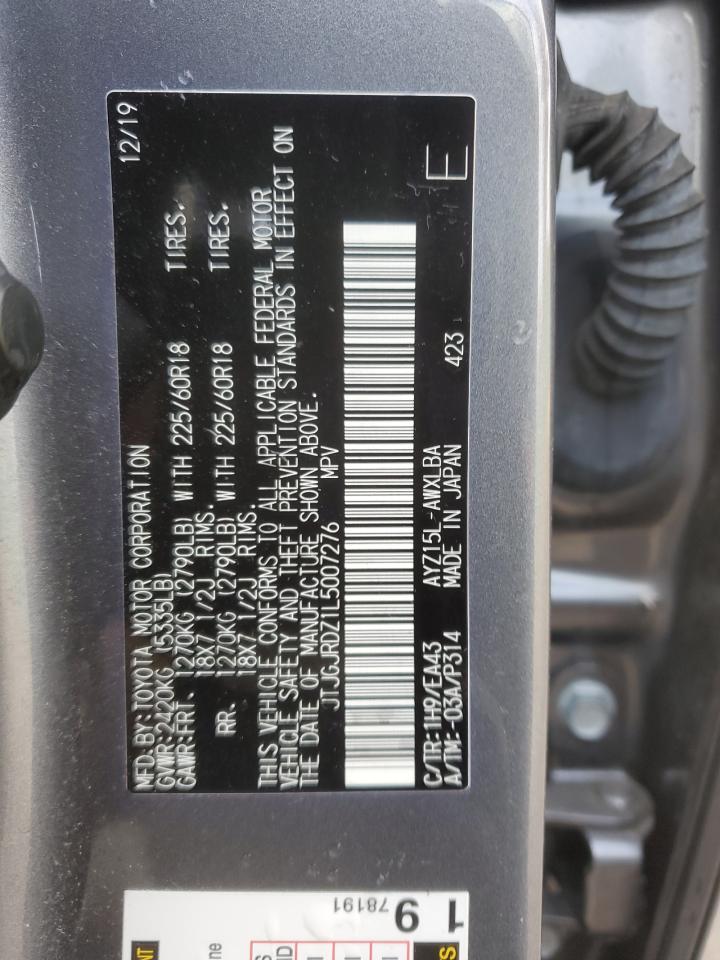 MFD. BY: TOYOTA MOTOR CORPORATION 12/19
GVWR: 2420KG (5335LB)
GAWR: FRT. 1270KG (2790LB) WITH 225/60R18 TIRES.
18X7 1/2J RIMS.
RR. 1270KG (2790LB) WITH 225/60R18 TIRES.
18X7 1/2J RIMS.
THIS VEHICLE CONFORMS TO ALL APPLICABLE FEDERAL MOTOR
VEHICLE SAFETY AND THEFT PREVENTION STANDARDS IN EFFECT ON
THE DATE OF MANUFACTURE SHOWN ABOVE.
JTJGJRDZ1L5007276 MPV
C/TR: 1H9/EA43 AYZ15L-AWXLBA
A/TM: -03A/P314 MADE IN JAPAN 423
E
19
78191